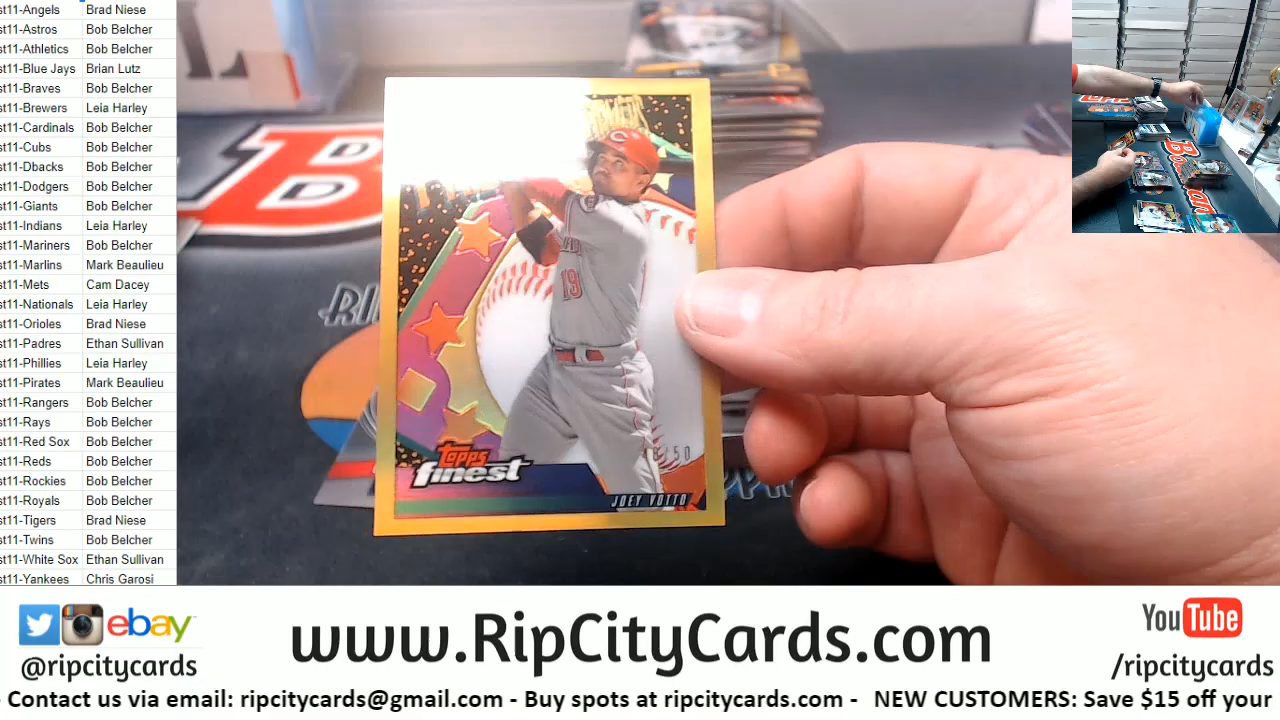 st11-Angels Brad Niese
st11-Astros Bob Belcher
st11-Athletics Bob Belcher
st11-Blue Jays Brian Lutz
st11-Braves Bob Belcher
st11-Brewers Leia Harley
st11-Cardinals Bob Belcher
st11-Cubs Bob Belcher
st11-Dbacks Bob Belcher
st11-Dodgers Bob Belcher
st11-Giants Bob Belcher
st11-Indians Leia Harley
st11-Mariners Bob Belcher
st11-Marlins Mark Beaulieu
st11-Mets Cam Dacey
st11-Nationals Leia Harley
st11-Orioles Brad Niese
st11-Padres Ethan Sullivan
st11-Phillies Leia Harley
st11-Pirates Mark Beaulieu
st11-Rangers Bob Belcher
st11-Rays Bob Belcher
st11-Red Sox Bob Belcher
st11-Reds Bob Belcher
st11-Rockies Bob Belcher
st11-Royals Bob Belcher
st11-Tigers Brad Niese
st11-Twins Bob Belcher
st11-White Sox Ethan Sullivan
st11-Yankees Chris Garosi
19
Topps
finest
JOEY VOTTO
ebay
@ripcitycards
www.RipCityCards.com
YouTube
/ripcitycards
- Contact us via email: ripcitycards@gmail.com - Buy spots at ripcitycards.com - NEW CUSTOMERS: Save $15 off your